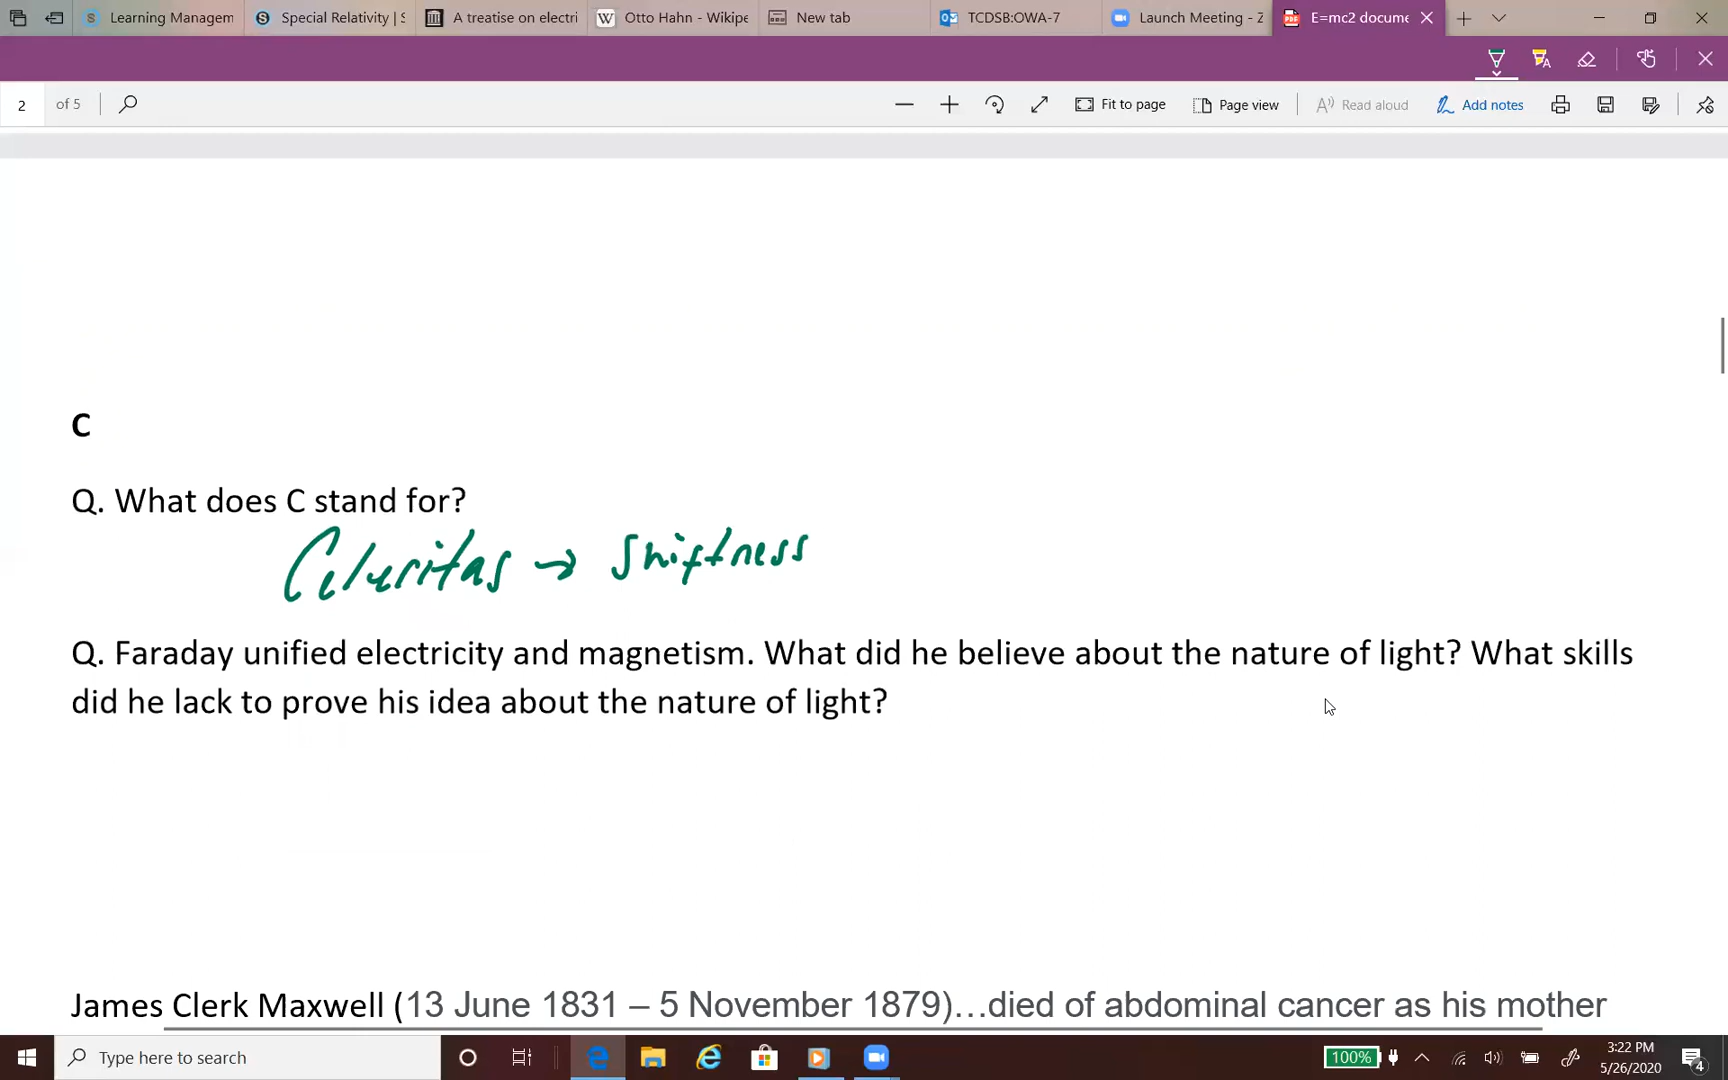 Learning Managem
Special Relativity | S
A treatise on electri
W Otto Hahn - Wikipe
New tab
TCDSB:OWA-7
Launch Meeting - Z
PDF E=mc2 docume
2 of 5
Fit to page
Page view
Read aloud
Add notes
C
Q. What does C stand for?
Celeritas → swiftness
Q. Faraday unified electricity and magnetism. What did he believe about the nature of light? What skills
did he lack to prove his idea about the nature of light?
James Clerk Maxwell (13 June 1831 – 5 November 1879)…died of abdominal cancer as his mother
Type here to search
100%
3:22 PM
5/26/2020
4